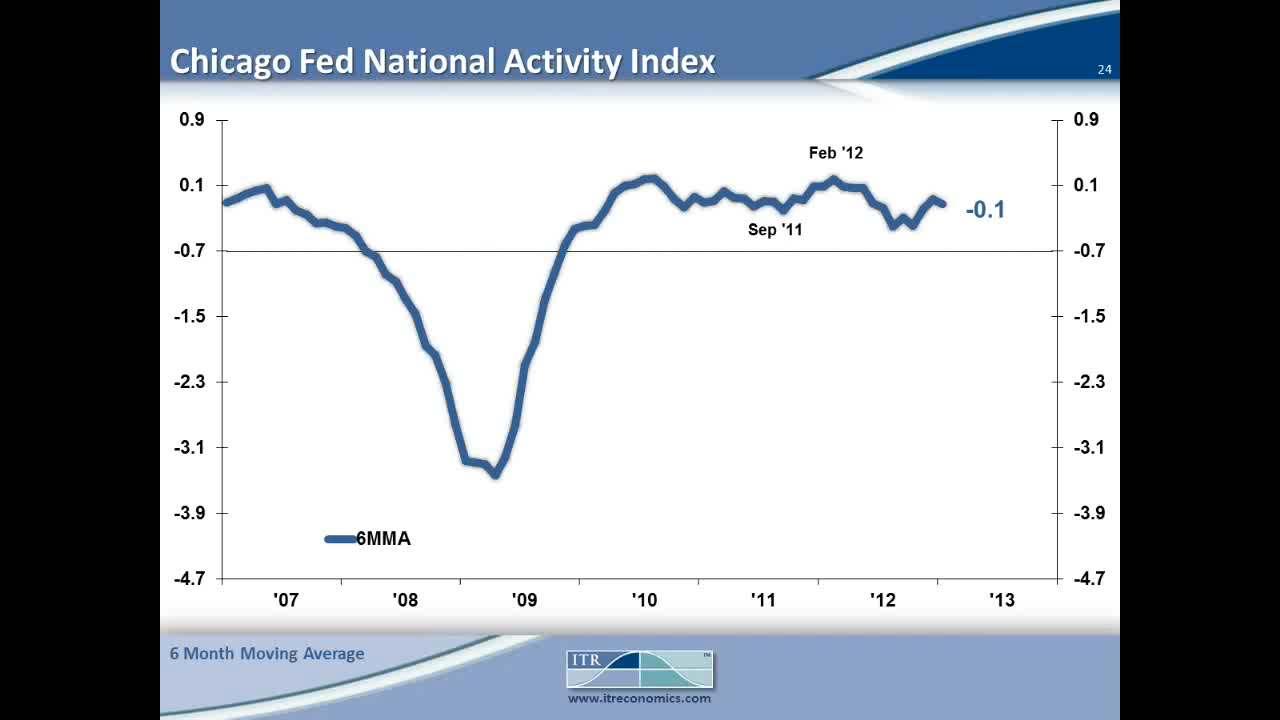 Chicago Fed National Activity Index
24
0.9
0.1
-0.7
-1.5
-2.3
-3.1
-3.9
-4.7
0.9
0.1
-0.7
-1.5
-2.3
-3.1
-3.9
-4.7
Feb '12
Sep '11
-0.1
6MMA
'07 '08 '09 '10 '11 '12 '13
6 Month Moving Average
ITR
TM
www.itreconomics.com